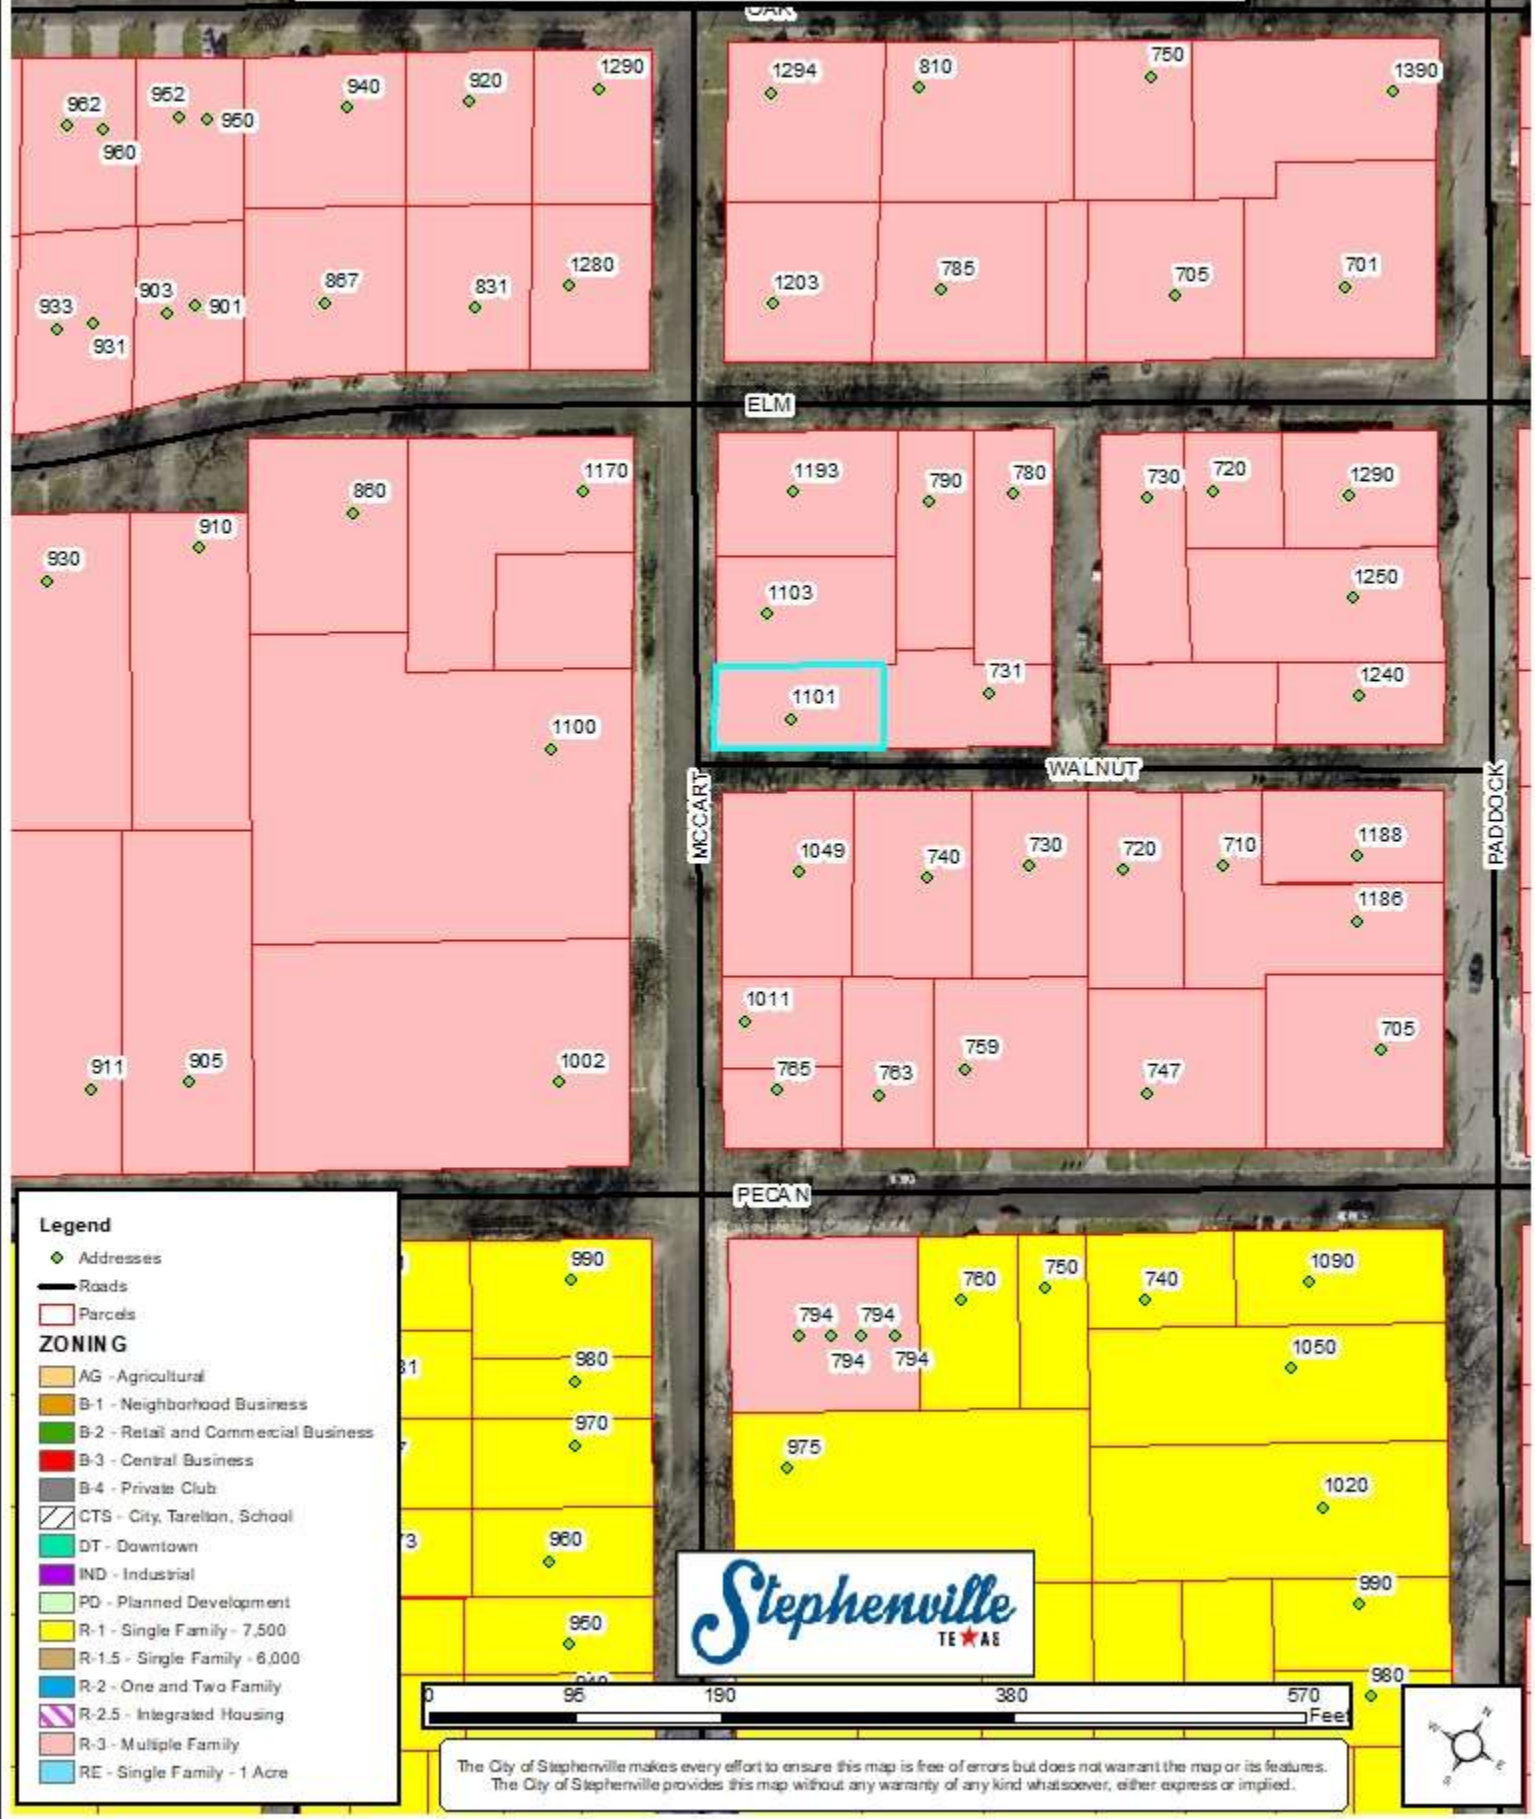 OAK
1294
810
750
1390
962
952
940
920
1290
960
950
933
903
867
831
1280
931
901
1203
785
705
701
ELM
860
1170
1193
790
780
730
720
1290
930
910
1103
1250
1101
731
1240
1100
WALNUT
MCCART
PADDOCK
1049
740
730
720
710
1188
1186
1011
765
763
759
747
705
911
905
1002
PECAN
990
980
970
960
950
794
794
794
794
760
750
740
1090
1050
975
1020
990
980
Legend
Addresses
Roads
Parcels
ZONING
AG - Agricultural
B-1 - Neighborhood Business
B-2 - Retail and Commercial Business
B-3 - Central Business
B-4 - Private Club
CTS - City, Tarelton, School
DT - Downtown
IND - Industrial
PD - Planned Development
R-1 - Single Family - 7,500
R-1.5 - Single Family - 6,000
R-2 - One and Two Family
R-2.5 - Integrated Housing
R-3 - Multiple Family
RE - Single Family - 1 Acre
Stephenville
TEXAS
0 95 190 380 570
Feet
The City of Stephenville makes every effort to ensure this map is free of errors but does not warrant the map or its features.
The City of Stephenville provides this map without any warranty of any kind whatsoever, either express or implied.
N
E
S
W